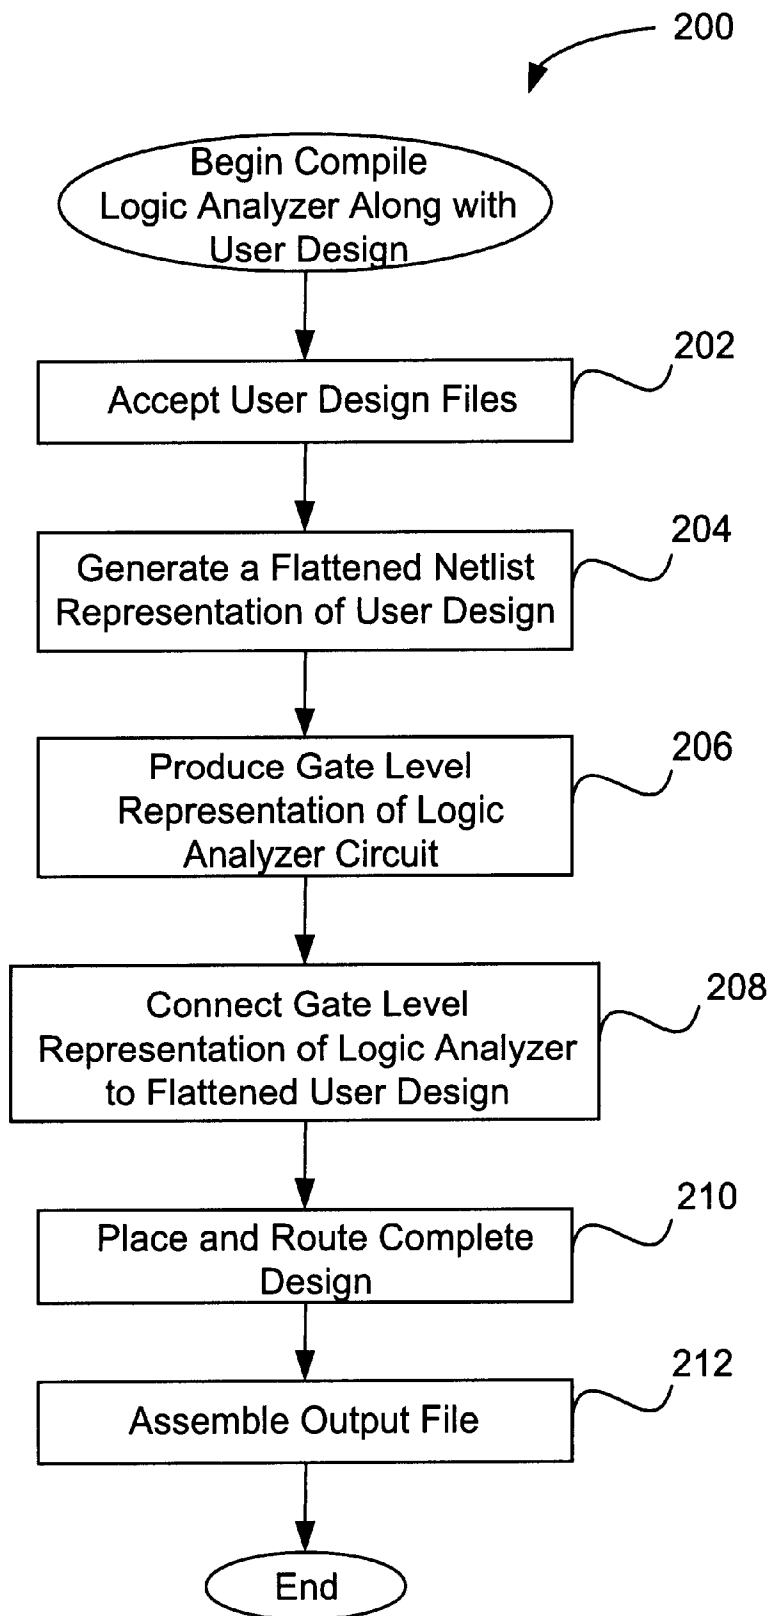 200
Begin Compile
Logic Analyzer Along with
User Design
202
Accept User Design Files
204
Generate a Flattened Netlist
Representation of User Design
206
Produce Gate Level
Representation of Logic
Analyzer Circuit
208
Connect Gate Level
Representation of Logic Analyzer
to Flattened User Design
210
Place and Route Complete
Design
212
Assemble Output File
End